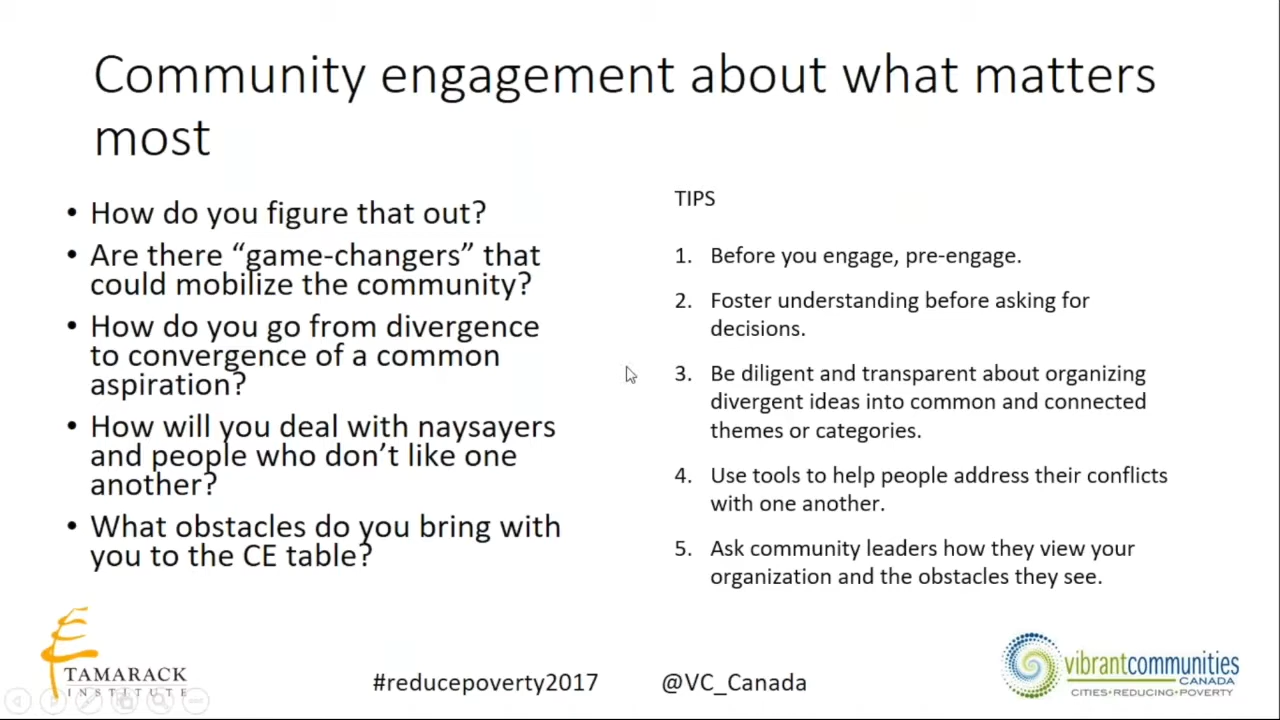 Community engagement about what matters
most
• How do you figure that out?
• Are there “game-changers” that
could mobilize the community?
• How do you go from divergence
to convergence of a common
aspiration?
• How will you deal with naysayers
and people who don’t like one
another?
• What obstacles do you bring with
you to the CE table?
TIPS
1. Before you engage, pre-engage.
2. Foster understanding before asking for
decisions.
3. Be diligent and transparent about organizing
divergent ideas into common and connected
themes or categories.
4. Use tools to help people address their conflicts
with one another.
5. Ask community leaders how they view your
organization and the obstacles they see.
TAMARACK
INSTITUTE
#reducepoverty2017
@VC_Canada
vibrantcommunities
CANADA
CITIES•REDUCING•POVERTY